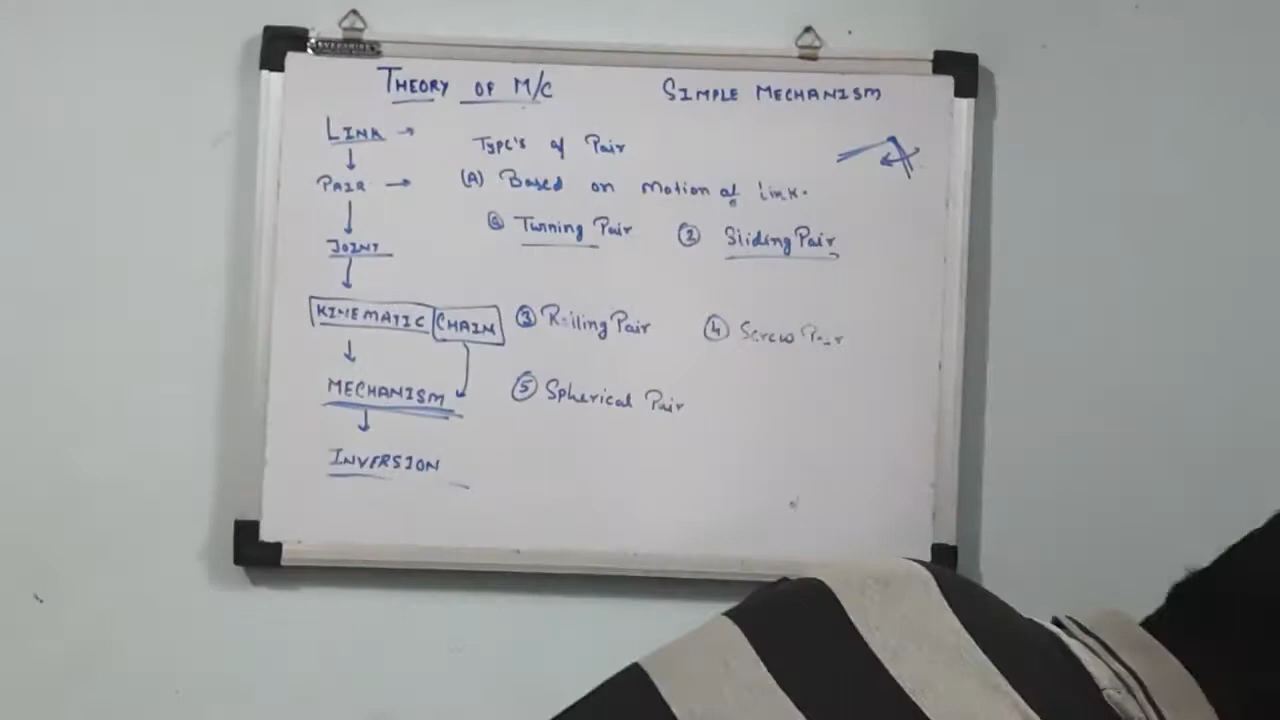 THEORY OF M/C
SIMPLE MECHANISM
LINK →
↓
PAIR →
↓
JOINT
↓
KINEMATIC CHAIN
↓
MECHANISM
↓
INVERSION
Type's of Pair
(A) Based on Motion of Link.
Turning Pair ② Sliding Pair
③ Rolling Pair ④ Screw Pair
⑤ Spherical Pair